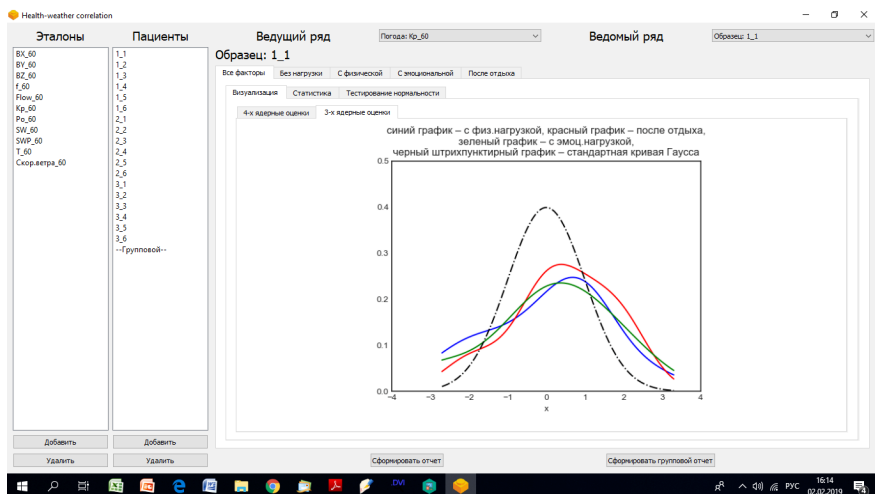 Health-weather correlation
Эталоны
Пациенты
Ведущий ряд
Погода: Kp_60
Ведомый ряд
Образец: 1_1
BX_60
BY_60
BZ_60
f_60
Flow_60
Kp_60
Po_60
SW_60
SWP_60
T_60
Скор.ветра_60
1_1
1_2
1_3
1_4
1_5
1_6
2_1
2_2
2_3
2_4
2_5
2_6
3_1
3_2
3_3
3_4
3_5
3_6
--Групповой--
Образец: 1_1
Все факторы
Без нагрузки
С физической
С эмоциональной
После отдыха
Визуализация
Статистика
Тестирование нормальности
4-х ядерные оценки
3-х ядерные оценки
синий график – с физ.нагрузкой, красный график – после отдыха,
зеленый график – с эмоц.нагрузкой,
черный штрихпунктирный график – стандартная кривая Гаусса
0.5
0.4
0.3
0.2
0.1
0.0
−4
−3
−2
−1
0
1
2
3
4
x
Добавить
Добавить
Удалить
Удалить
Сформировать отчет
Сформировать групповой отчет
.DVI
РУС
16:14
02.02.2019
4